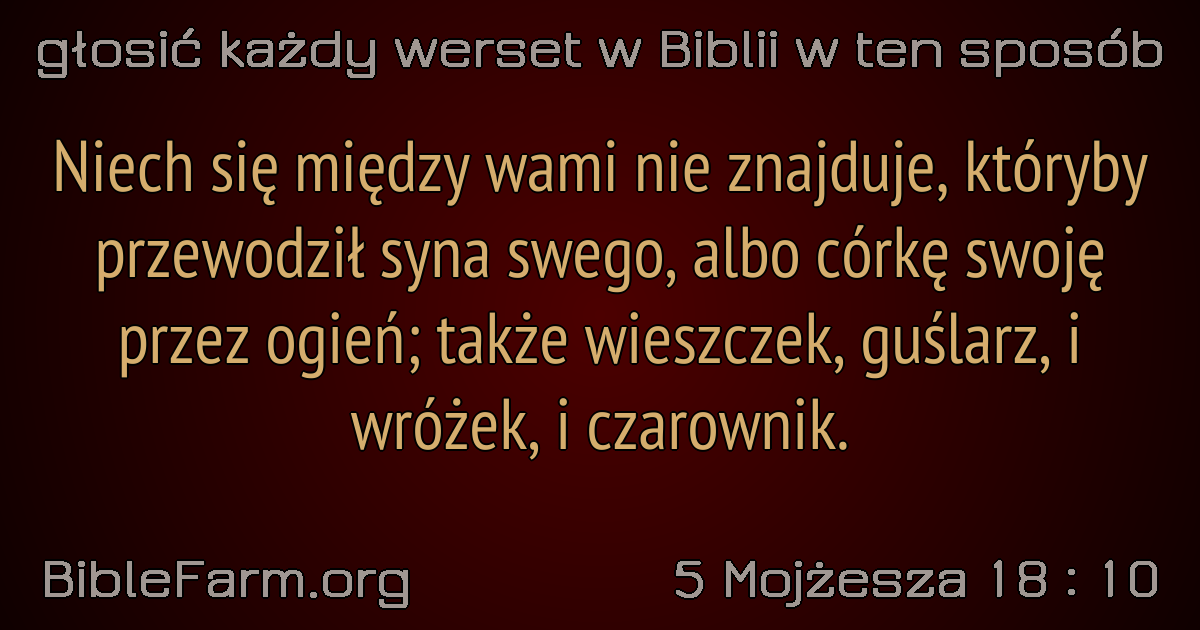 głosić każdy werset w Biblii w ten sposób
Niech się między wami nie znajduje, któryby
przewodził syna swego, albo córkę swoję
przez ogień; także wieszczek, guślarz, i
wróżek, i czarownik.
BibleFarm.org
5 Mojżesza 18 : 10